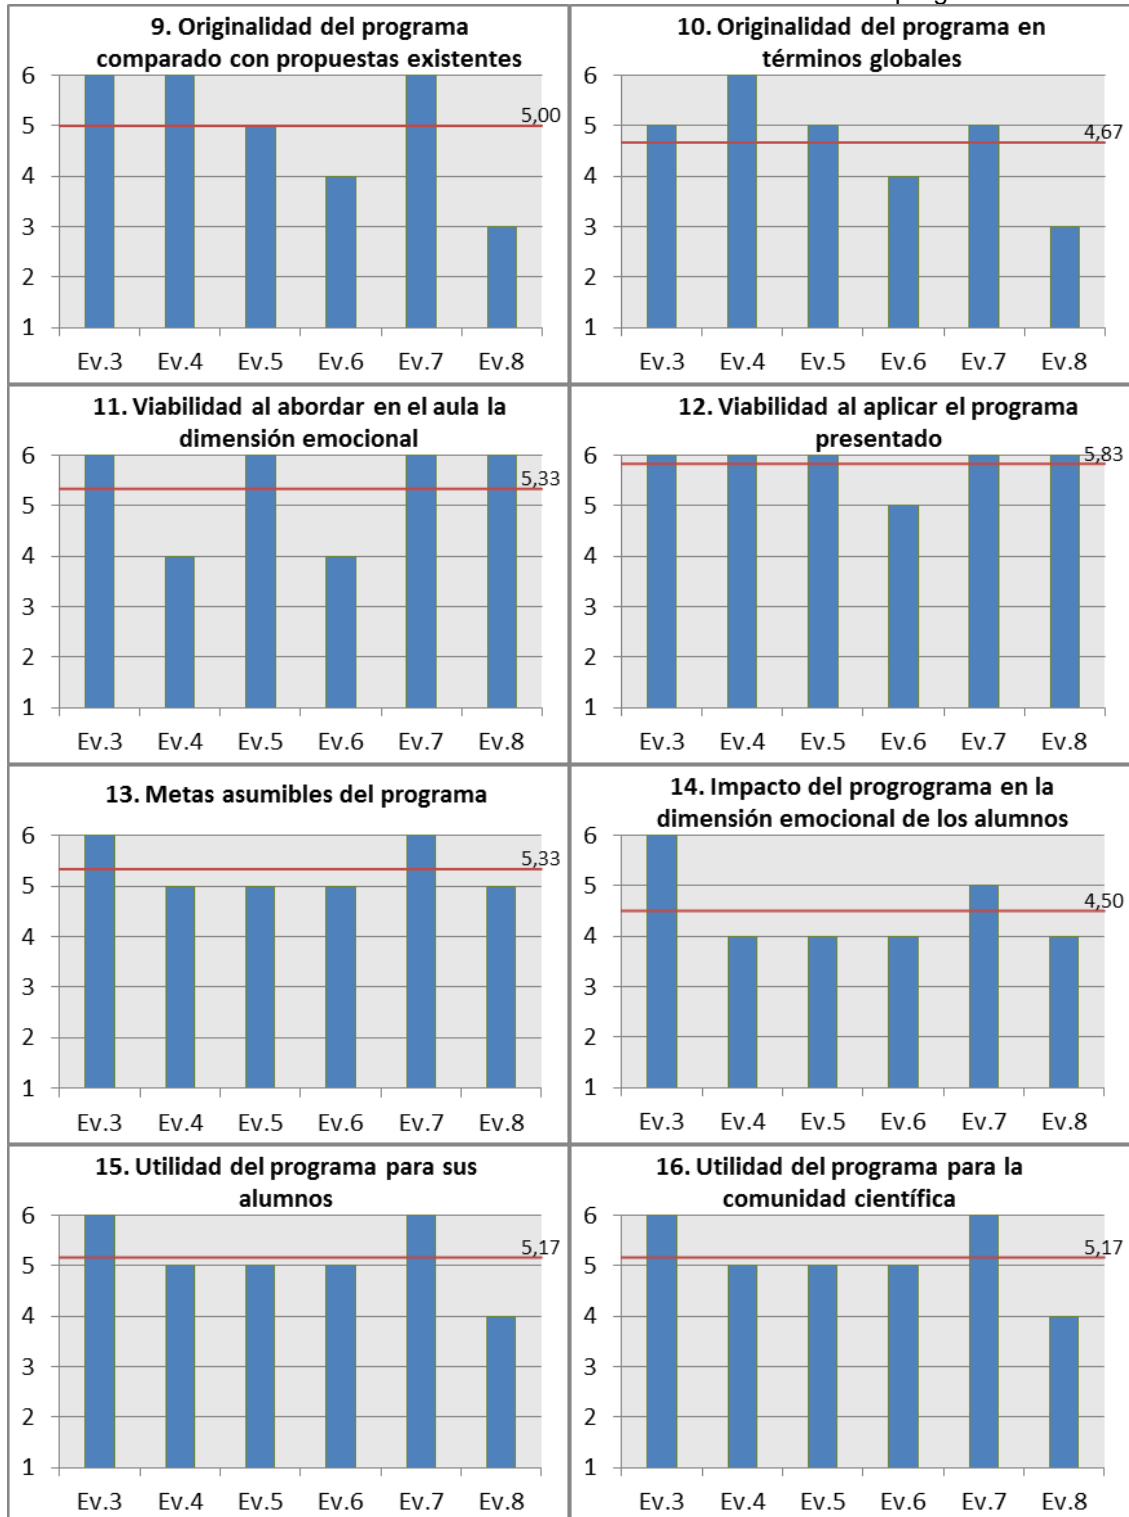 9. Originalidad del programa
comparado con propuestas existentes
6
5,00
5
4
3
2
1
Ev.3 Ev.4 Ev.5 Ev.6 Ev.7 Ev.8
10. Originalidad del programa en
términos globales
6
5
4,67
4
3
2
1
Ev.3 Ev.4 Ev.5 Ev.6 Ev.7 Ev.8
11. Viabilidad al abordar en el aula la
dimensión emocional
6
5,33
5
4
3
2
1
Ev.3 Ev.4 Ev.5 Ev.6 Ev.7 Ev.8
12. Viabilidad al aplicar el programa
presentado
6
5,83
5
4
3
2
1
Ev.3 Ev.4 Ev.5 Ev.6 Ev.7 Ev.8
13. Metas asumibles del programa
6
5,33
5
4
3
2
1
Ev.3 Ev.4 Ev.5 Ev.6 Ev.7 Ev.8
14. Impacto del progrograma en la
dimensión emocional de los alumnos
6
5
4,50
4
3
2
1
Ev.3 Ev.4 Ev.5 Ev.6 Ev.7 Ev.8
15. Utilidad del programa para sus
alumnos
6
5,17
5
4
3
2
1
Ev.3 Ev.4 Ev.5 Ev.6 Ev.7 Ev.8
16. Utilidad del programa para la
comunidad científica
6
5,17
5
4
3
2
1
Ev.3 Ev.4 Ev.5 Ev.6 Ev.7 Ev.8